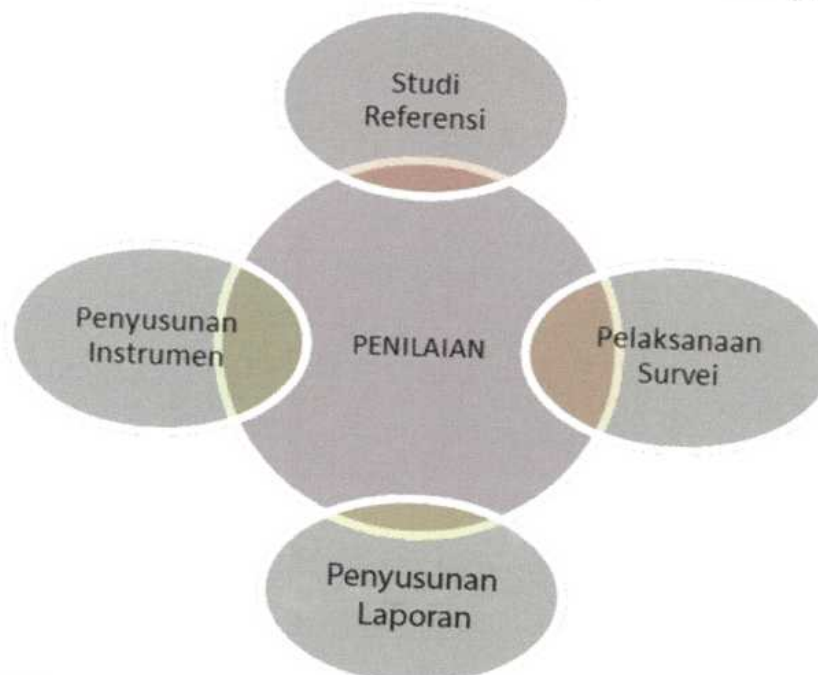 Studi
Referensi
Penyusunan
Instrumen
PENILAIAN
Pelaksanaan
Survei
Penyusunan
Laporan